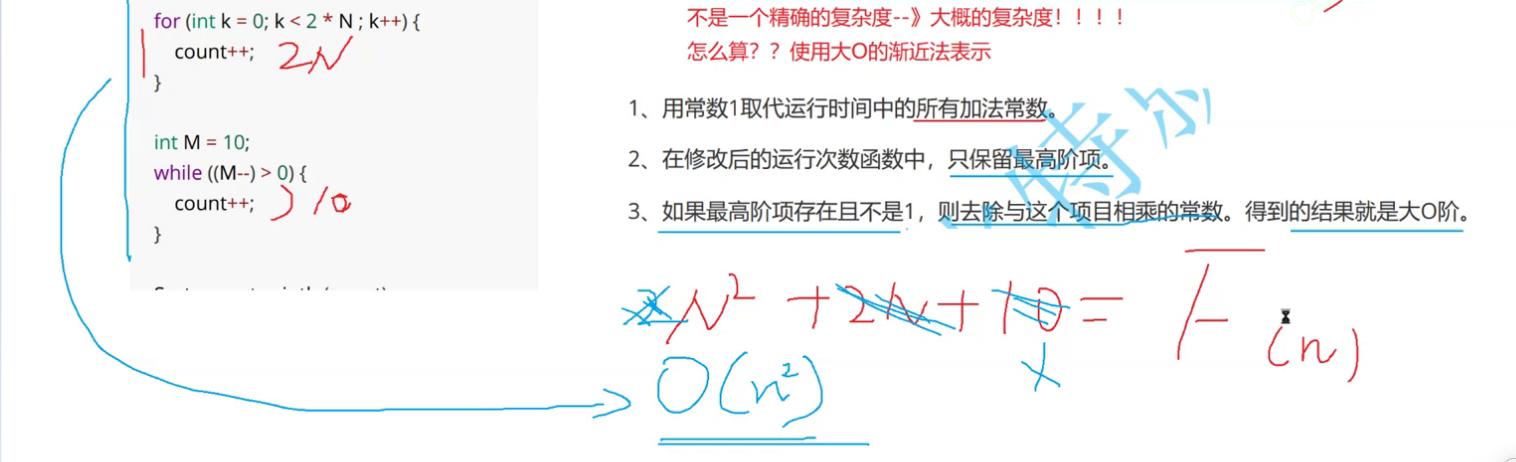 for (int k = 0; k < 2 * N ; k++) {
count++; 2N
}
int M = 10;
while ((M--) > 0) {
count++; 10
}
不是一个精确的复杂度--》大概的复杂度！！！！
怎么算？？使用大O的渐近法表示
1、用常数1取代运行时间中的所有加法常数。
2、在修改后的运行次数函数中，只保留最高阶项。
3、如果最高阶项存在且不是1，则去除与这个项目相乘的常数。得到的结果就是大O阶。
N² + 2N + 10 = F(n)
O(n²)